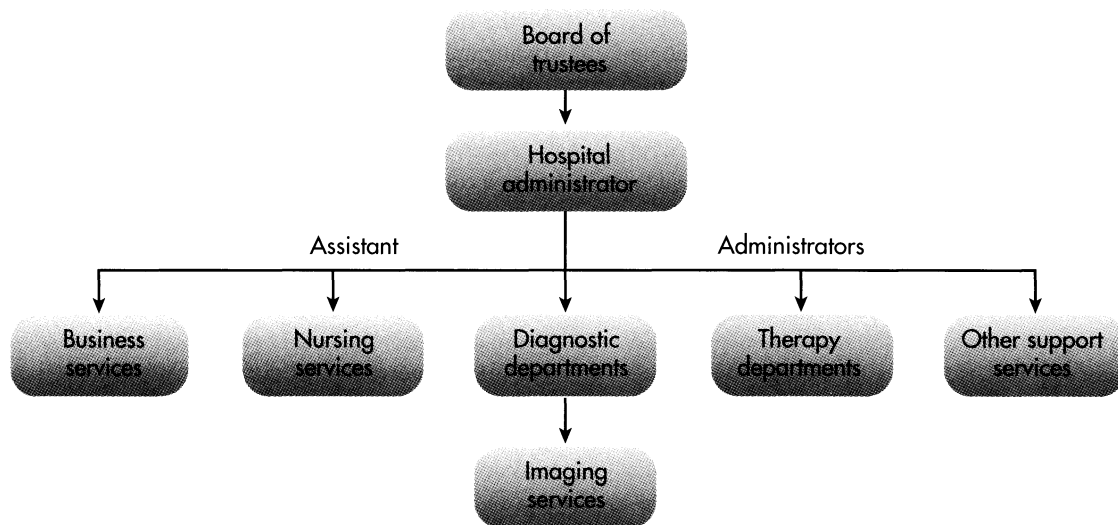 Board of
trustees
Hospital
administrator
Assistant
Administrators
Business
services
Nursing
services
Diagnostic
departments
Therapy
departments
Other support
services
Imaging
services